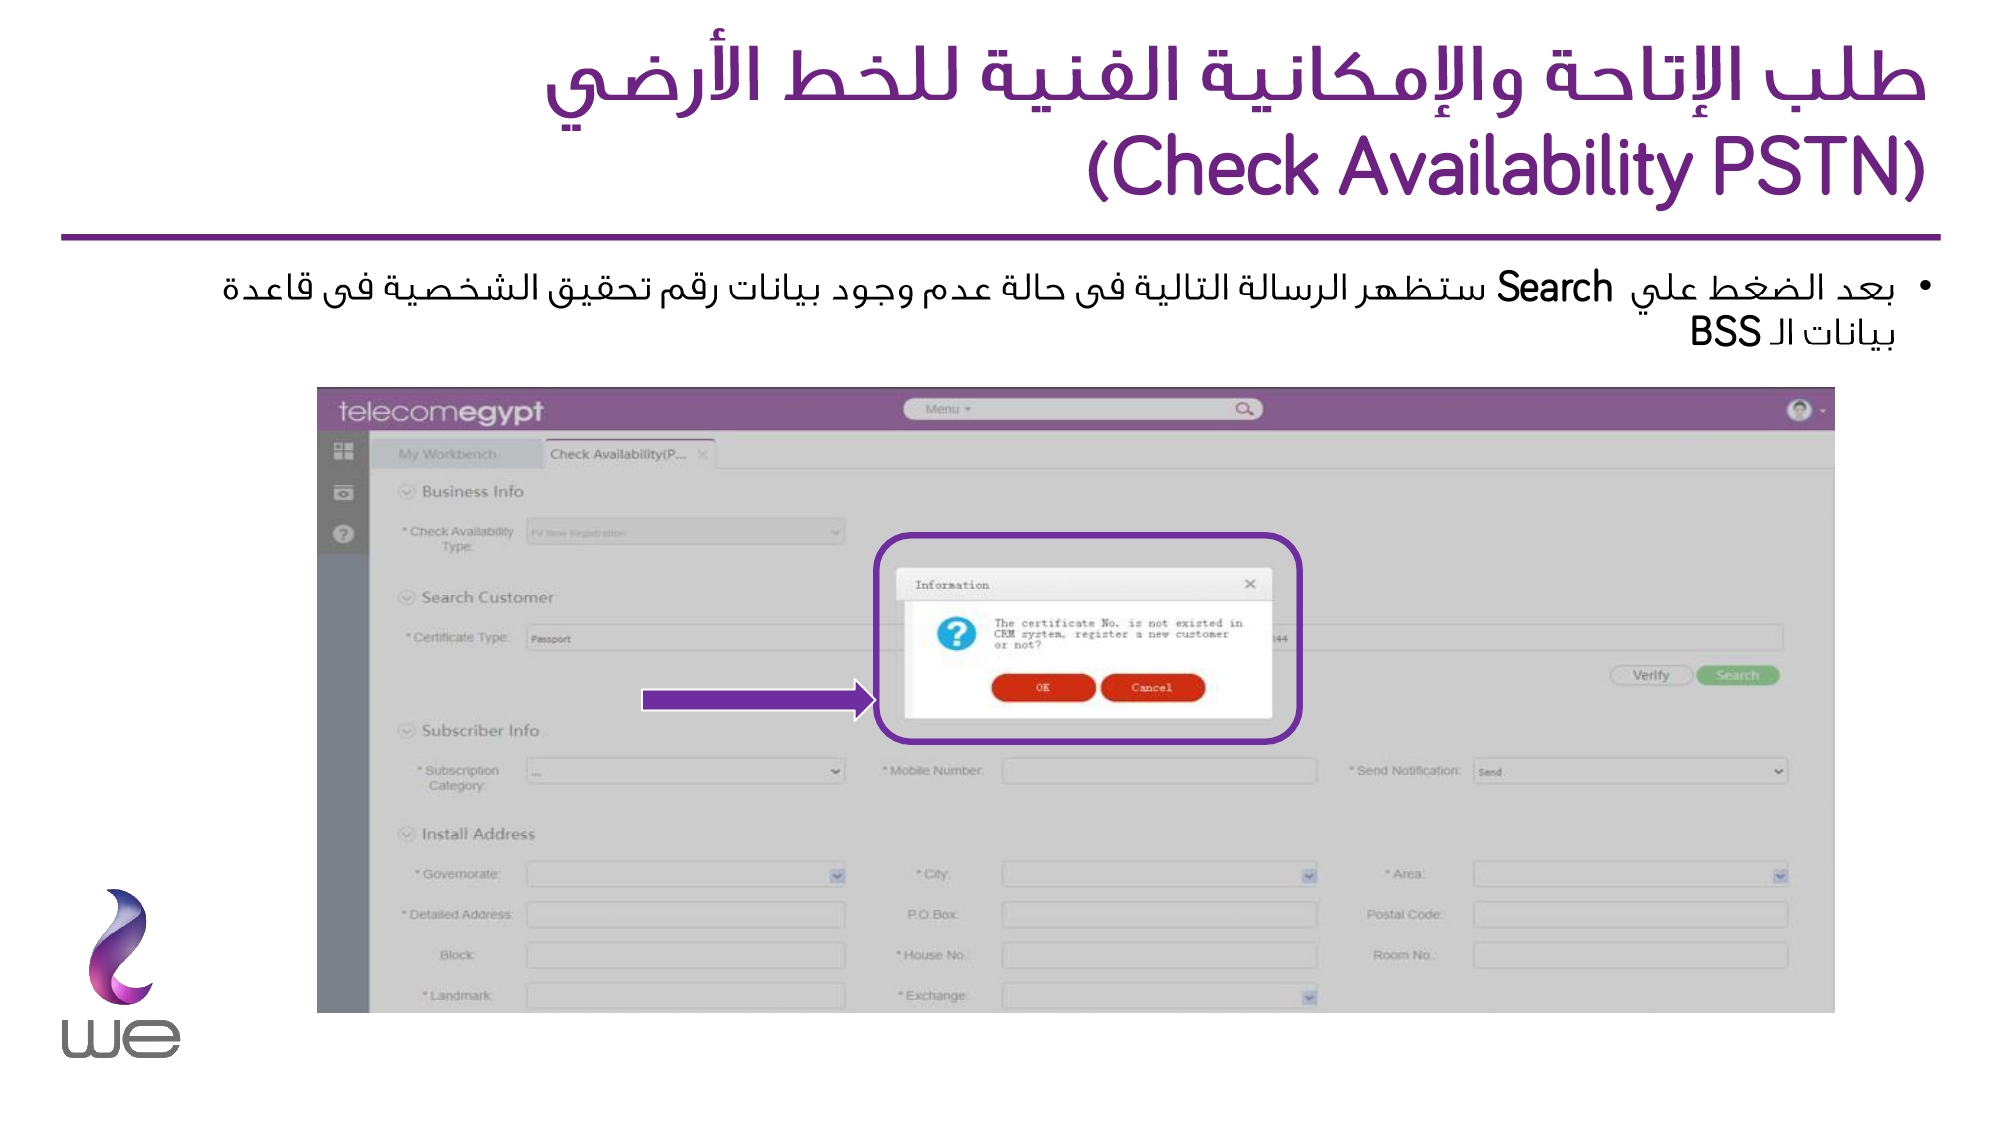 طلب الإتاحة والإمكانية الفنية للخط الأرضي
(Check Availability PSTN)
• بعد الضغط علي Search ستظهر الرسالة التالية فى حالة عدم وجود بيانات رقم تحقيق الشخصية فى قاعدة
بيانات الـ BSS
telecomegypt
Menu
My Workbench
Check Availability(P...
Business Info
* Check Availability
Type:
FV New Registration
Information
Search Customer
The certificate No. is not existed in
CRM system, register a new customer
or not?
* Certificate Type:
Passport
344
OK
Cancel
Verify
Search
Subscriber Info
* Subscription
Category:
...
* Mobile Number:
* Send Notification:
Send
Install Address
* Governorate:
* City:
* Area:
* Detailed Address:
P.O.Box:
Postal Code:
Block:
* House No.:
Room No.:
* Landmark:
* Exchange:
we